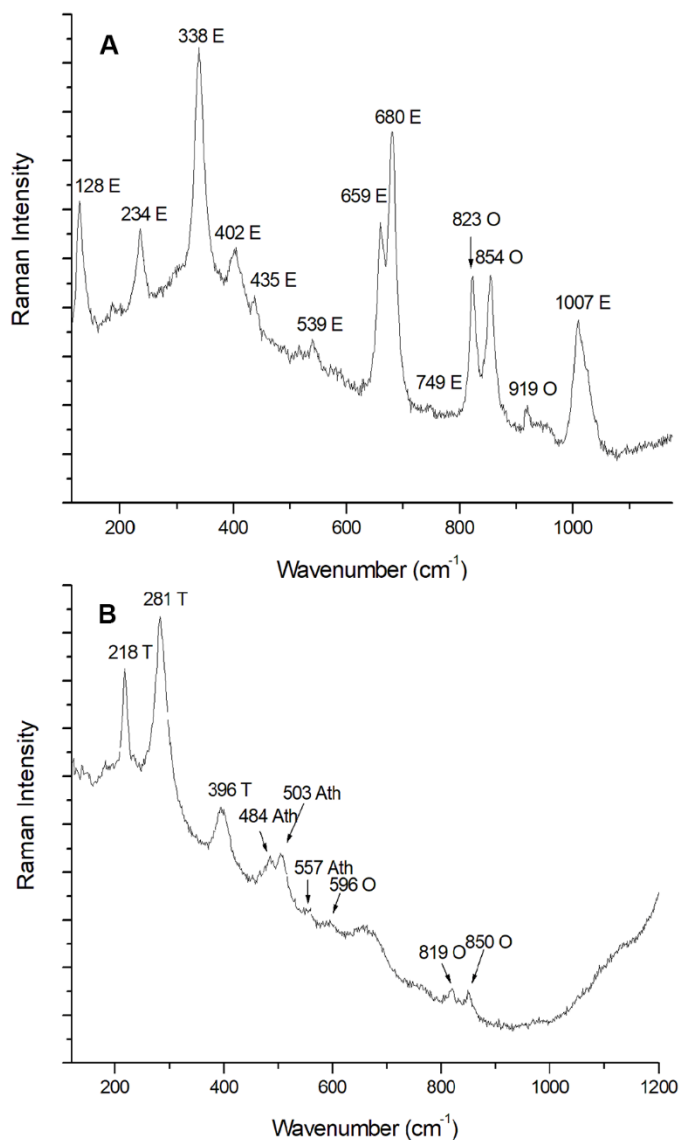 A
338 E
680 E
128 E
234 E
659 E
823 O
402 E
854 O
435 E
1007 E
539 E
749 E
919 O
Raman Intensity
200 400 600 800 1000
Wavenumber (cm⁻¹)
B
281 T
218 T
396 T
503 Ath
484 Ath
557 Ath
596 O
819 O
850 O
Raman Intensity
200 400 600 800 1000 1200
Wavenumber (cm⁻¹)